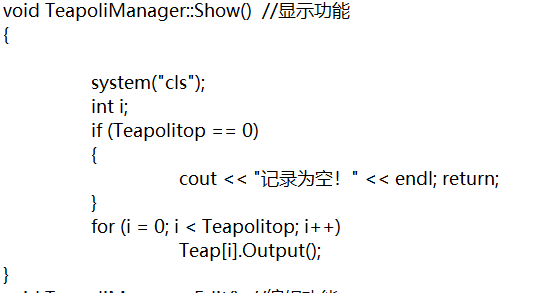 void TeapoliManager::Show()  //显示功能
{
system("cls");
int i;
if (Teapolitop == 0)
{
cout << "记录为空！" << endl; return;
}
for (i = 0; i < Teapolitop; i++)
Teap[i].Output();
}